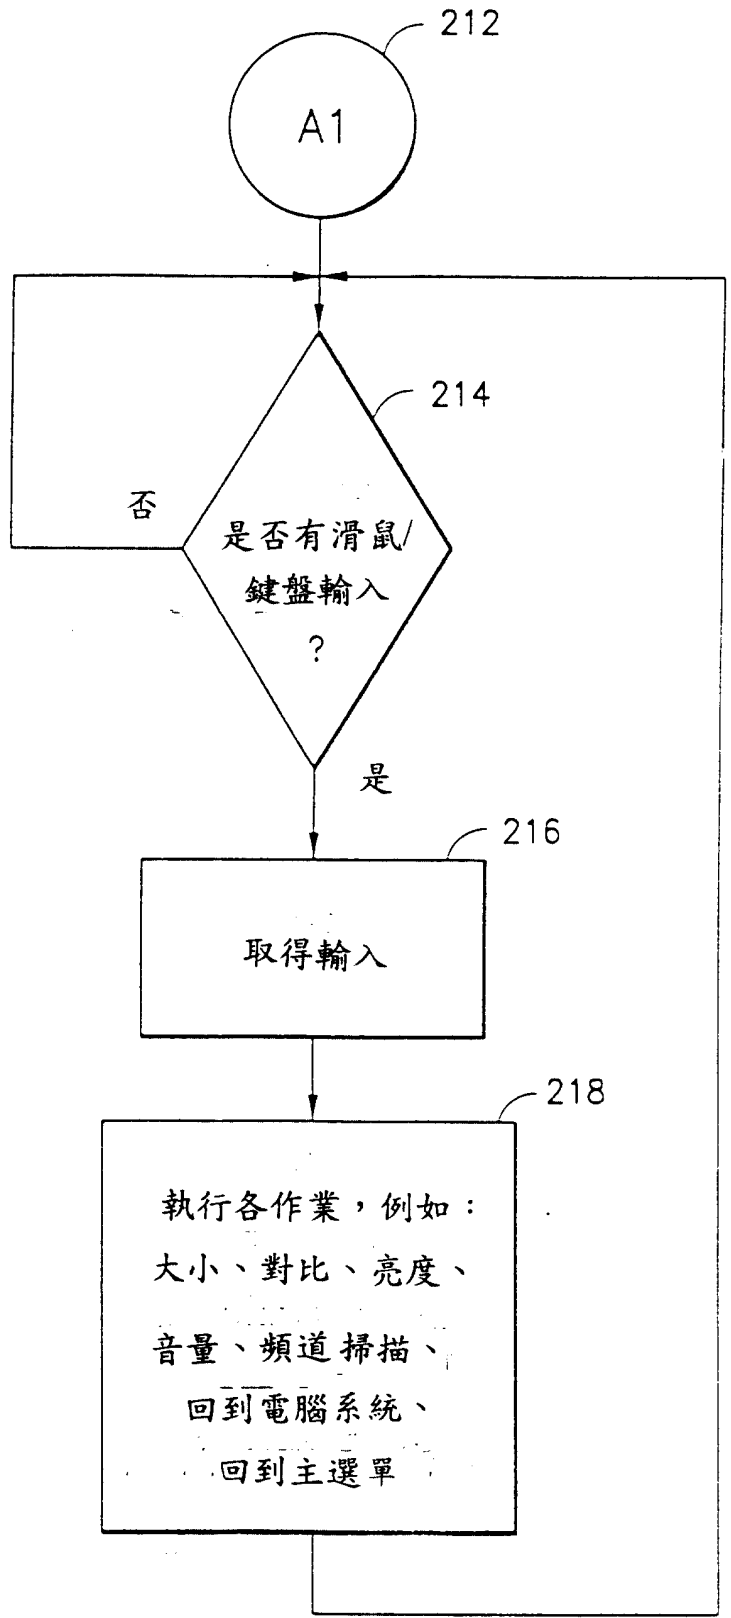 212
A1
214
否
是否有滑鼠/
鍵盤輸入
?
是
216
取得輸入
218
執行各作業，例如：
大小、對比、亮度、
音量、頻道掃描、
回到電腦系統、
回到主選單